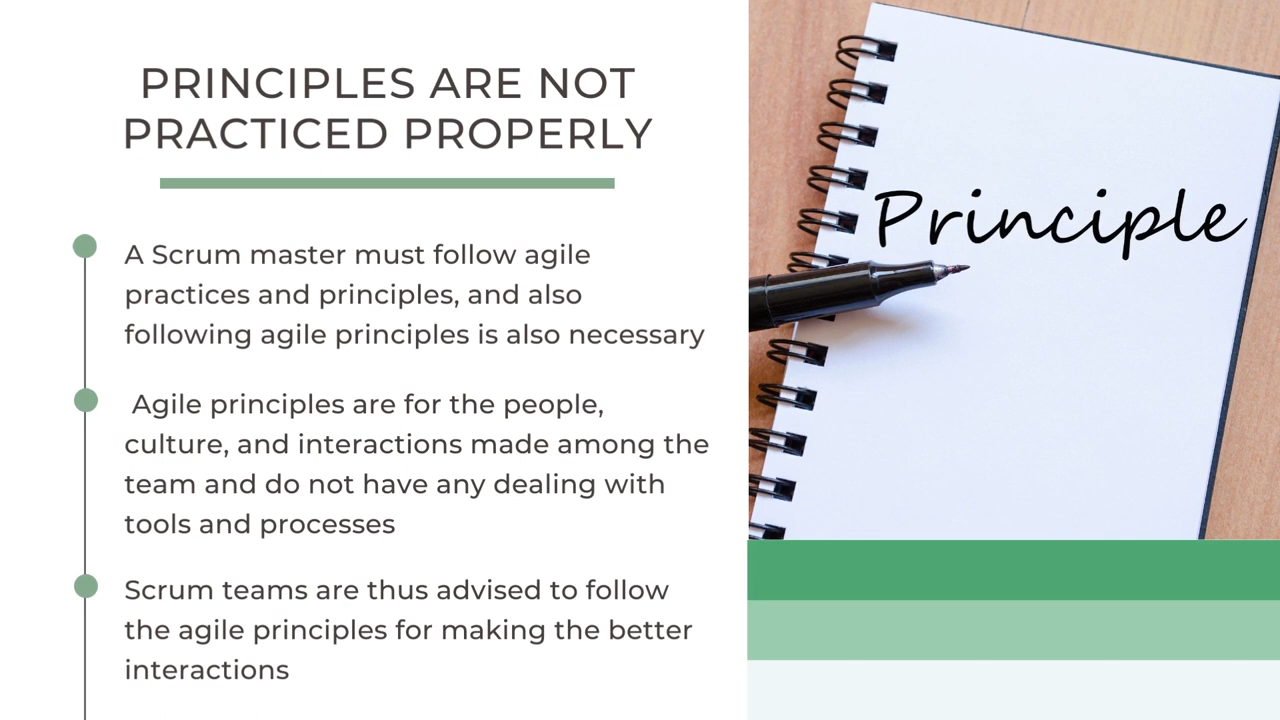 PRINCIPLES ARE NOT
PRACTICED PROPERLY
A Scrum master must follow agile
practices and principles, and also
following agile principles is also necessary
Agile principles are for the people,
culture, and interactions made among the
team and do not have any dealing with
tools and processes
Scrum teams are thus advised to follow
the agile principles for making the better
interactions
Principle